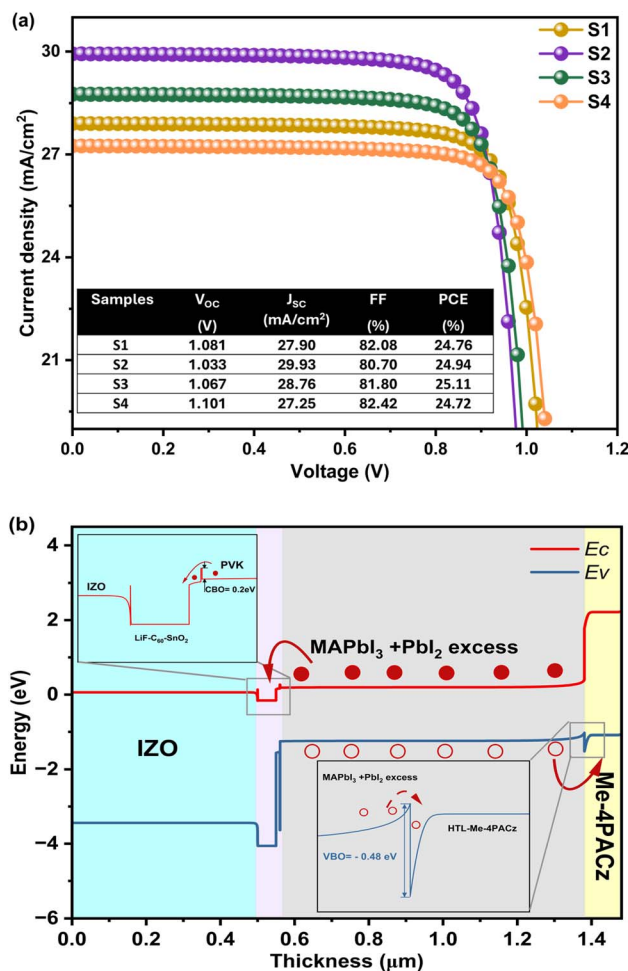 (a)
30
27
24
21
Current density (mA/cm²)
S1
S2
S3
S4
Samples V_OC (V) J_SC (mA/cm²) FF (%) PCE (%)
S1 1.081 27.90 82.08 24.76
S2 1.033 29.93 80.70 24.94
S3 1.067 28.76 81.80 25.11
S4 1.101 27.25 82.42 24.72
0.0 0.2 0.4 0.6 0.8 1.0 1.2
Voltage (V)
(b)
4
2
0
−2
−4
−6
Energy (eV)
Ec
Ev
IZO
PVK
CBO= 0.2eV
LiF-C₆₀-SnO₂
MAPbI₃ +PbI₂ excess
IZO
Me-4PACz
MAPbI₃ +PbI₂ excess
HTL-Me-4PACz
VBO= - 0.48 eV
0.0 0.2 0.4 0.6 0.8 1.0 1.2 1.4
Thickness (μm)